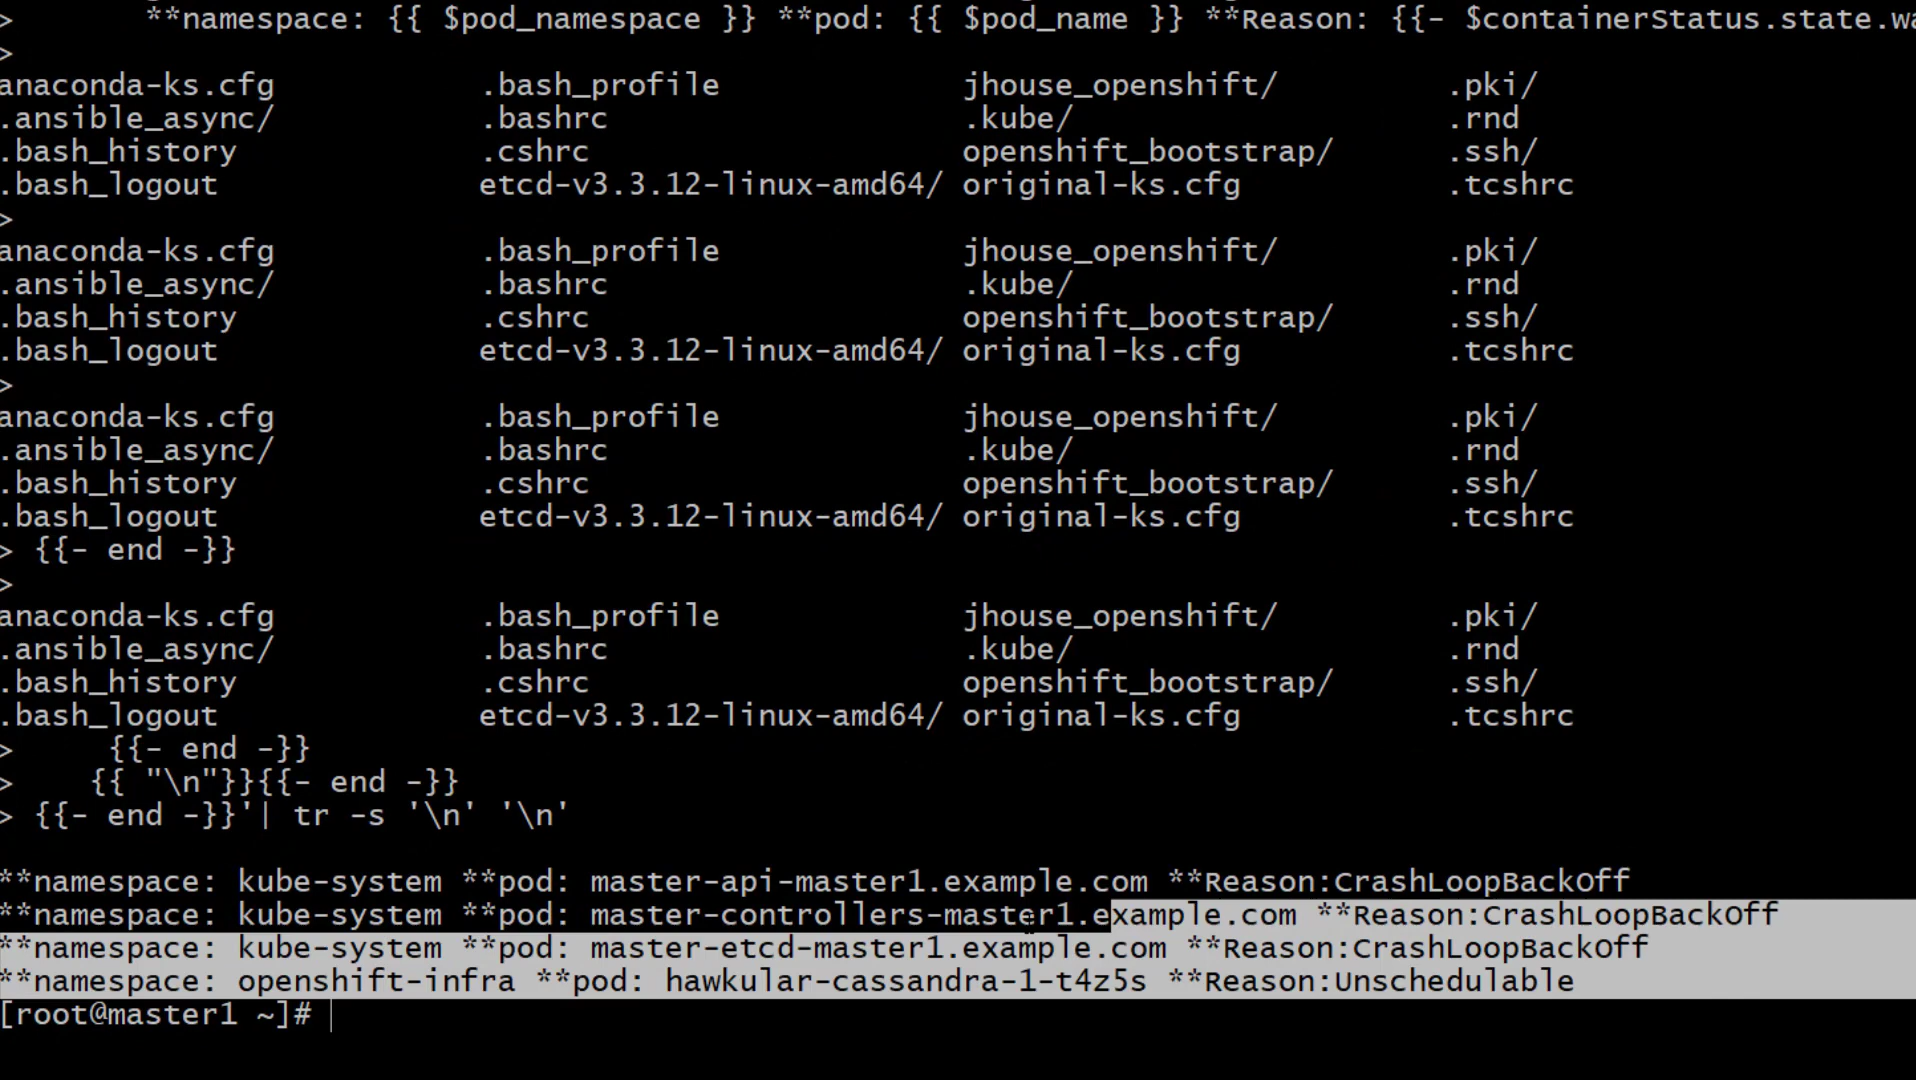 >       **namespace: {{ $pod_namespace }} **pod: {{ $pod_name }} **Reason: {{- $containerStatus.state.wa
>
anaconda-ks.cfg .bash_profile jhouse_openshift/ .pki/
.ansible_async/ .bashrc .kube/ .rnd
.bash_history .cshrc openshift_bootstrap/ .ssh/
.bash_logout etcd-v3.3.12-linux-amd64/ original-ks.cfg .tcshrc
>
anaconda-ks.cfg .bash_profile jhouse_openshift/ .pki/
.ansible_async/ .bashrc .kube/ .rnd
.bash_history .cshrc openshift_bootstrap/ .ssh/
.bash_logout etcd-v3.3.12-linux-amd64/ original-ks.cfg .tcshrc
>
anaconda-ks.cfg .bash_profile jhouse_openshift/ .pki/
.ansible_async/ .bashrc .kube/ .rnd
.bash_history .cshrc openshift_bootstrap/ .ssh/
.bash_logout etcd-v3.3.12-linux-amd64/ original-ks.cfg .tcshrc
> {{- end -}}
>
anaconda-ks.cfg .bash_profile jhouse_openshift/ .pki/
.ansible_async/ .bashrc .kube/ .rnd
.bash_history .cshrc openshift_bootstrap/ .ssh/
.bash_logout etcd-v3.3.12-linux-amd64/ original-ks.cfg .tcshrc
>     {{- end -}}
>    {{ "\n"}}{{- end -}}
> {{- end -}}'| tr -s '\n' '\n'
**namespace: kube-system **pod: master-api-master1.example.com **Reason:CrashLoopBackOff
**namespace: kube-system **pod: master-controllers-master1.example.com **Reason:CrashLoopBackOff
**namespace: kube-system **pod: master-etcd-master1.example.com **Reason:CrashLoopBackOff
**namespace: openshift-infra **pod: hawkular-cassandra-1-t4z5s **Reason:Unschedulable
[root@master1 ~]#